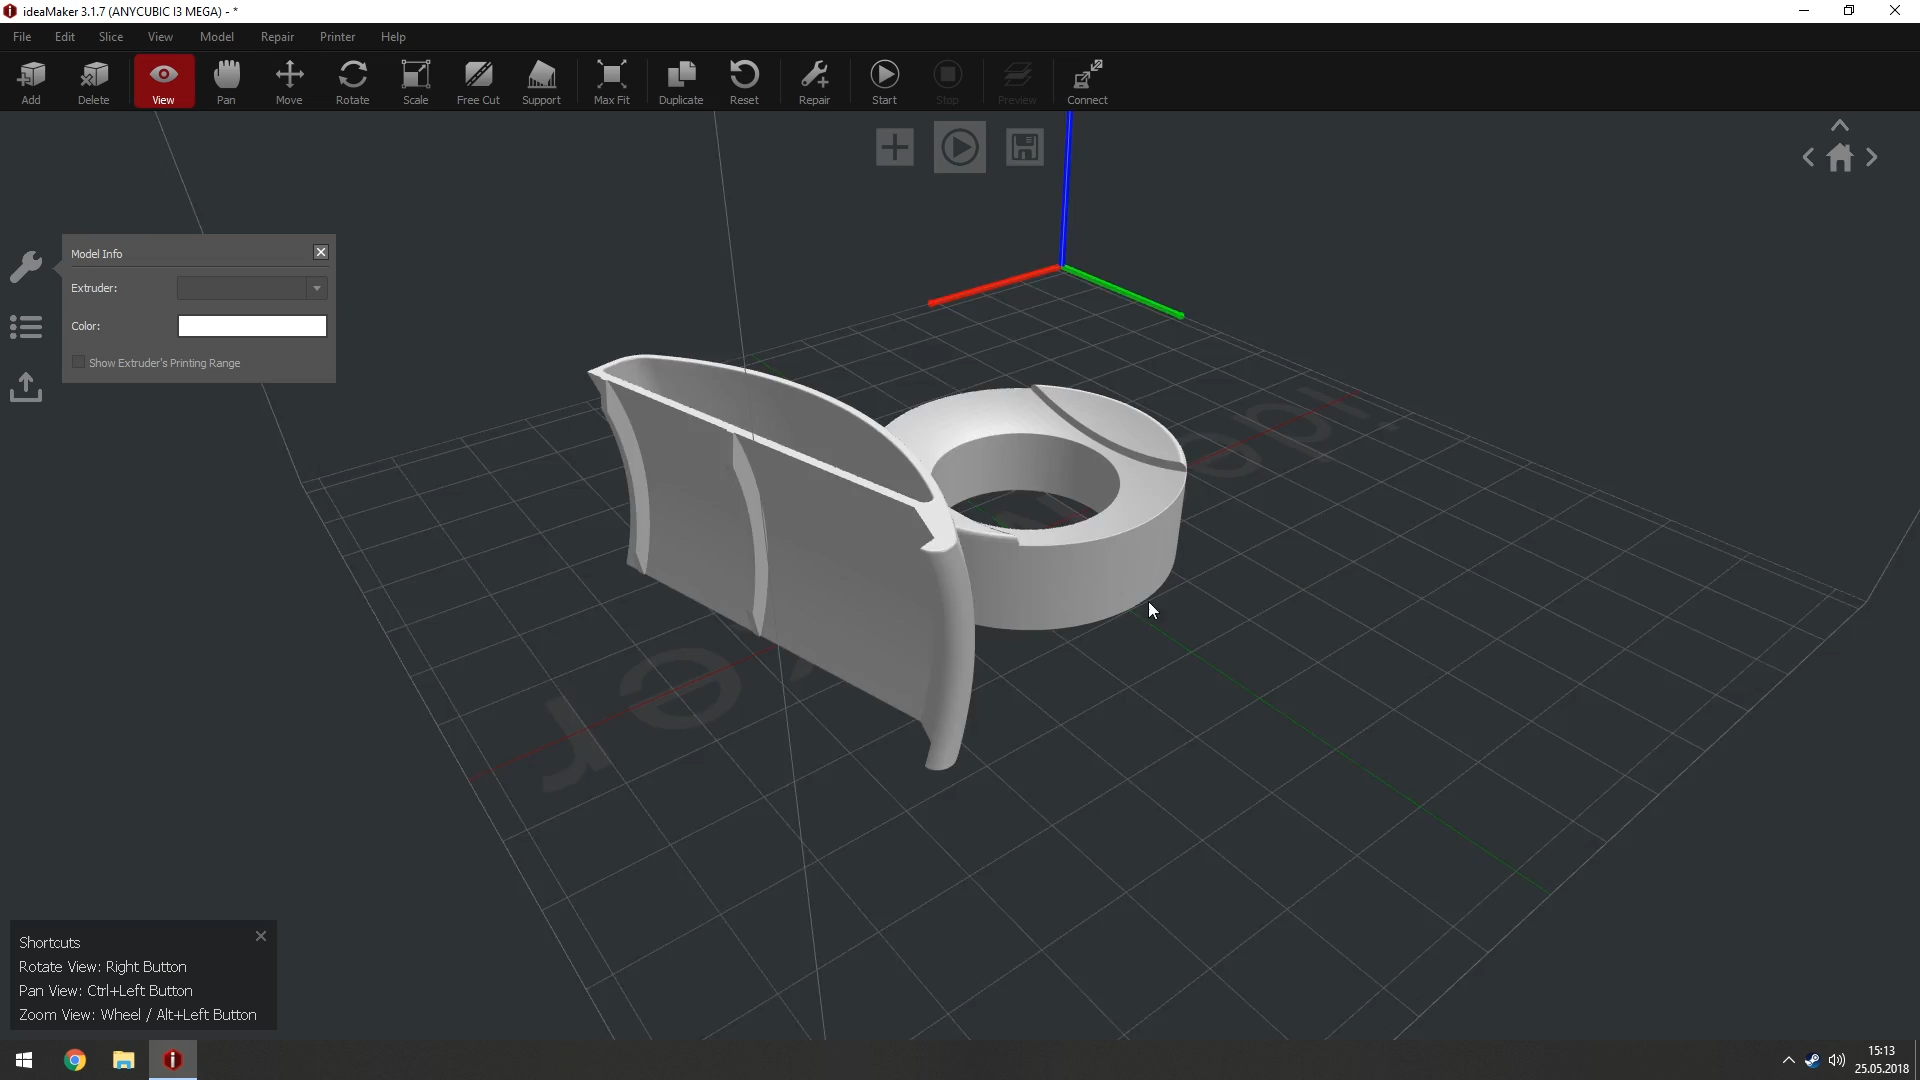 ideaMaker 3.1.7 (ANYCUBIC I3 MEGA) - *
File Edit Slice View Model Repair Printer Help
Add Delete View Pan Move Rotate Scale Free Cut Support Max Fit Duplicate Reset Repair Start Stop Preview Connect
Model Info
Extruder:
Color:
Show Extruder's Printing Range
Shortcuts
Rotate View: Right Button
Pan View: Ctrl+Left Button
Zoom View: Wheel / Alt+Left Button
15:13
25.05.2018